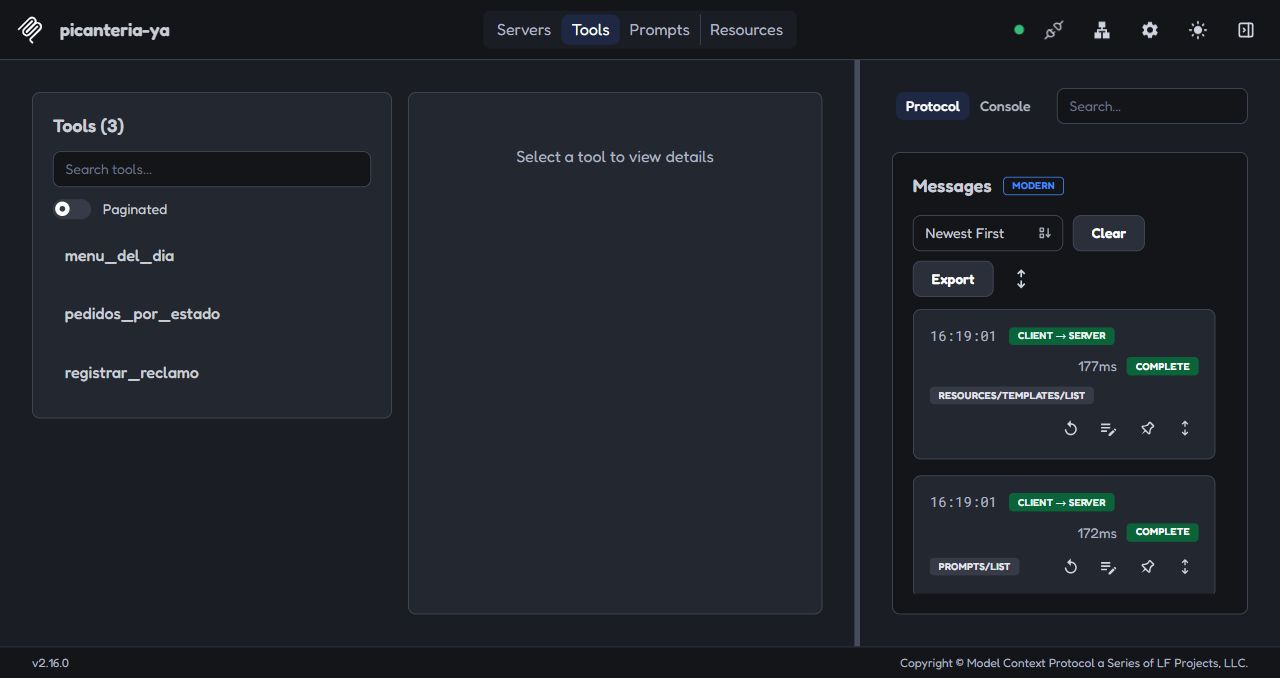 picanteria-ya
Servers Tools Prompts Resources
Tools (3)
Search tools...
Paginated
menu_del_dia
pedidos_por_estado
registrar_reclamo
Select a tool to view details
Protocol Console Search...
Messages MODERN
Newest First Clear
Export
16:19:01 CLIENT → SERVER
177ms COMPLETE
RESOURCES/TEMPLATES/LIST
16:19:01 CLIENT → SERVER
172ms COMPLETE
PROMPTS/LIST
v2.16.0
Copyright © Model Context Protocol a Series of LF Projects, LLC.